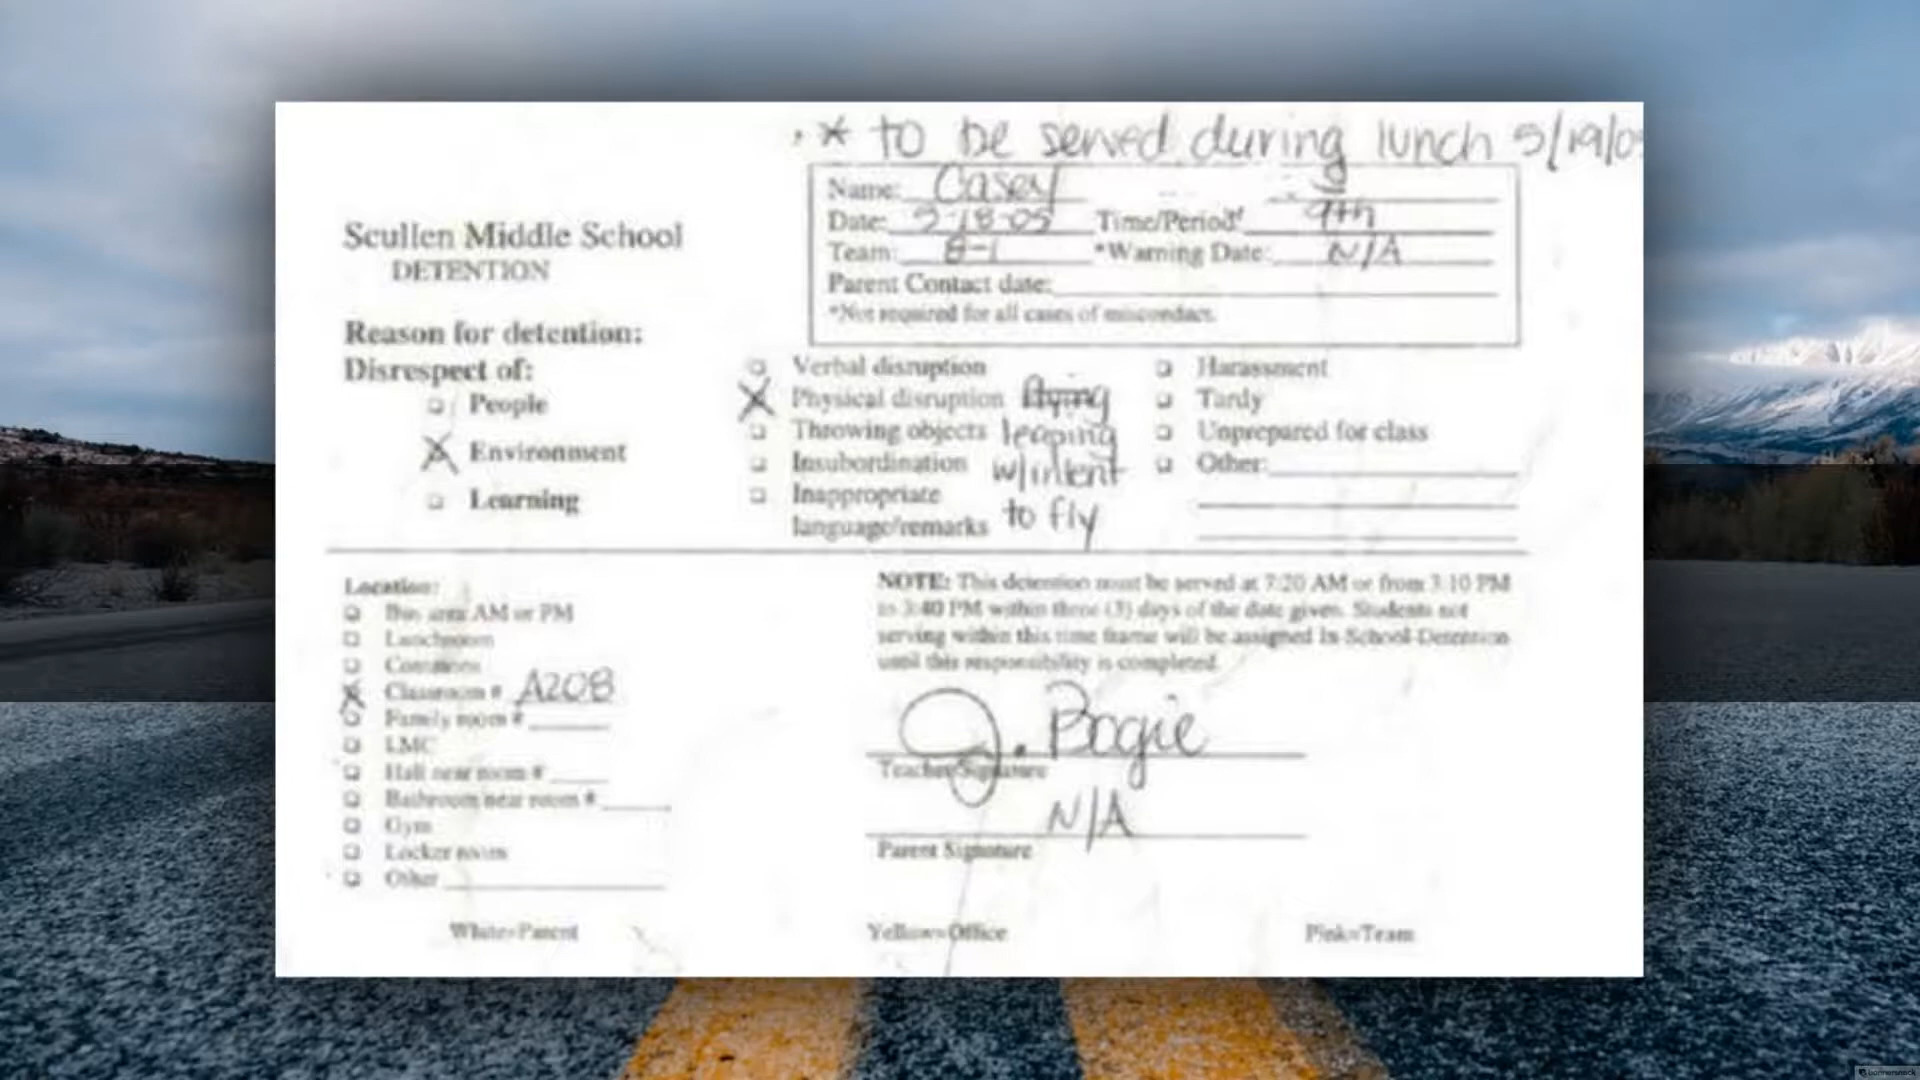 * to be served during lunch 5/19/05
Name: Casey
Date: 5-18-05 Time/Period: 9th
Team: 8-1 *Warning Date: N/A
Parent Contact date:
*Not required for all cases of misconduct.
Scullen Middle School
DETENTION
Reason for detention:
Disrespect of:
People
X Environment
Learning
Verbal disruption
X Physical disruption flying
Throwing objects leaping
Insubordination w/intent
Inappropriate
language/remarks to fly
Harassment
Tardy
Unprepared for class
Other:
Location:
Bus area AM or PM
Lunchroom
Commons
X Classroom # A208
Family room #
LMC
Hall near room #
Bathroom near room #
Gym
Locker room
Other
NOTE: This detention must be served at 7:20 AM or from 3:10 PM
to 3:40 PM within three (3) days of the date given. Students not
serving within this time frame will be assigned In-School-Detention
until this responsibility is completed.
J. Bogie
Teacher Signature
N/A
Parent Signature
White=Parent Yellow=Office Pink=Team
bannersnack